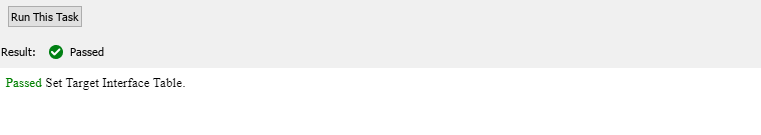 Run This Task
Result: Passed
Passed Set Target Interface Table.